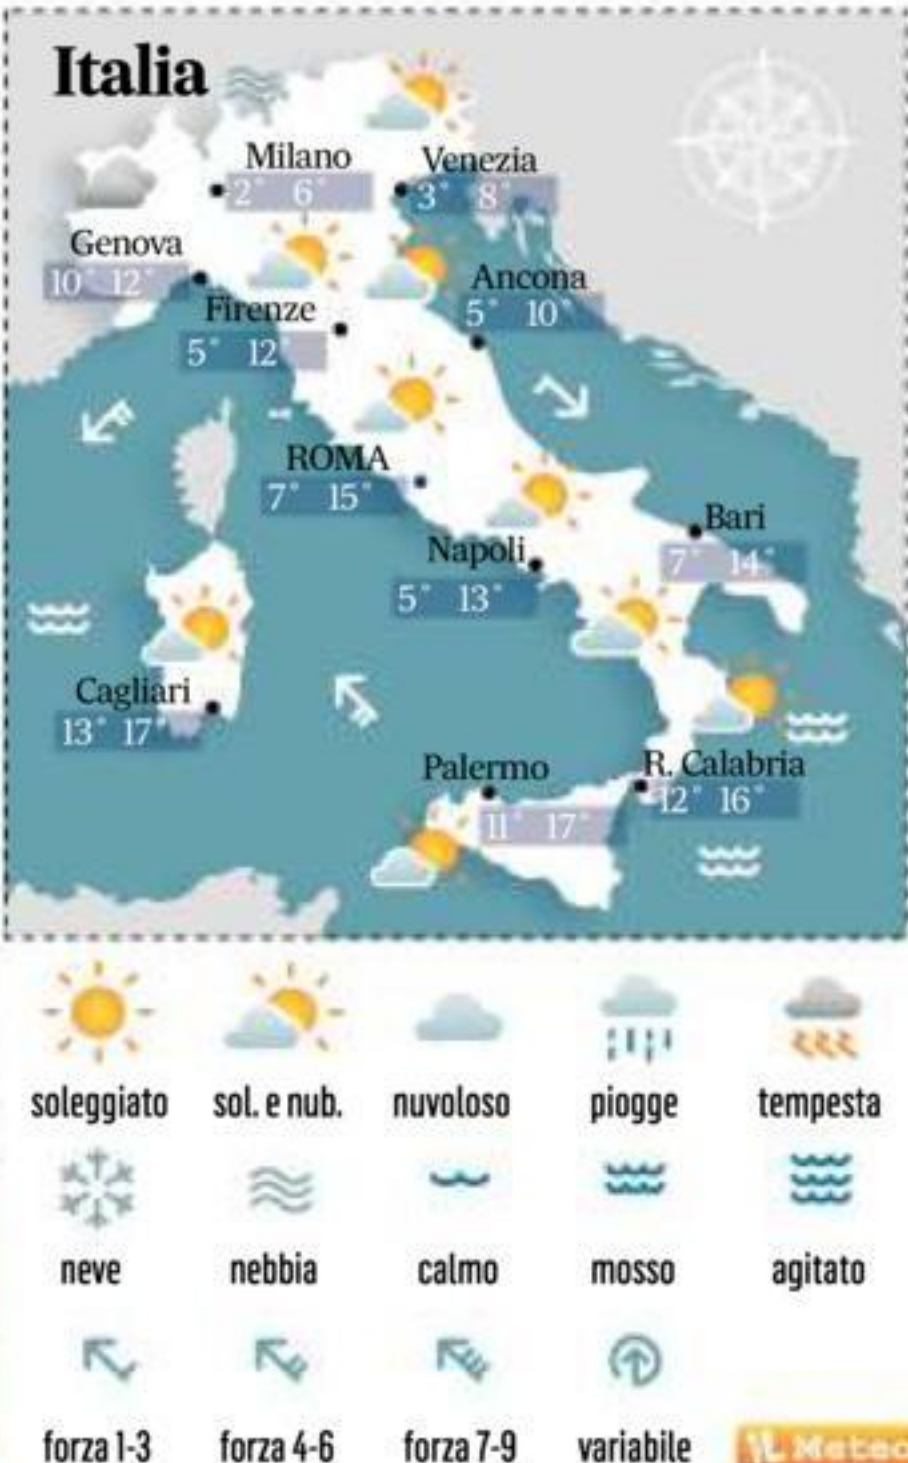 Italia
Milano
2° 6°
Venezia
3° 8°
Genova
10° 12°
Ancona
5° 10°
Firenze
5° 12°
ROMA
7° 15°
Bari
7° 14°
Napoli
5° 13°
Cagliari
13° 17°
Palermo
11° 17°
R. Calabria
12° 16°
soleggiato sol. e nub. nuvoloso piogge tempesta
neve nebbia calmo mosso agitato
forza 1-3 forza 4-6 forza 7-9 variabile
Meteo